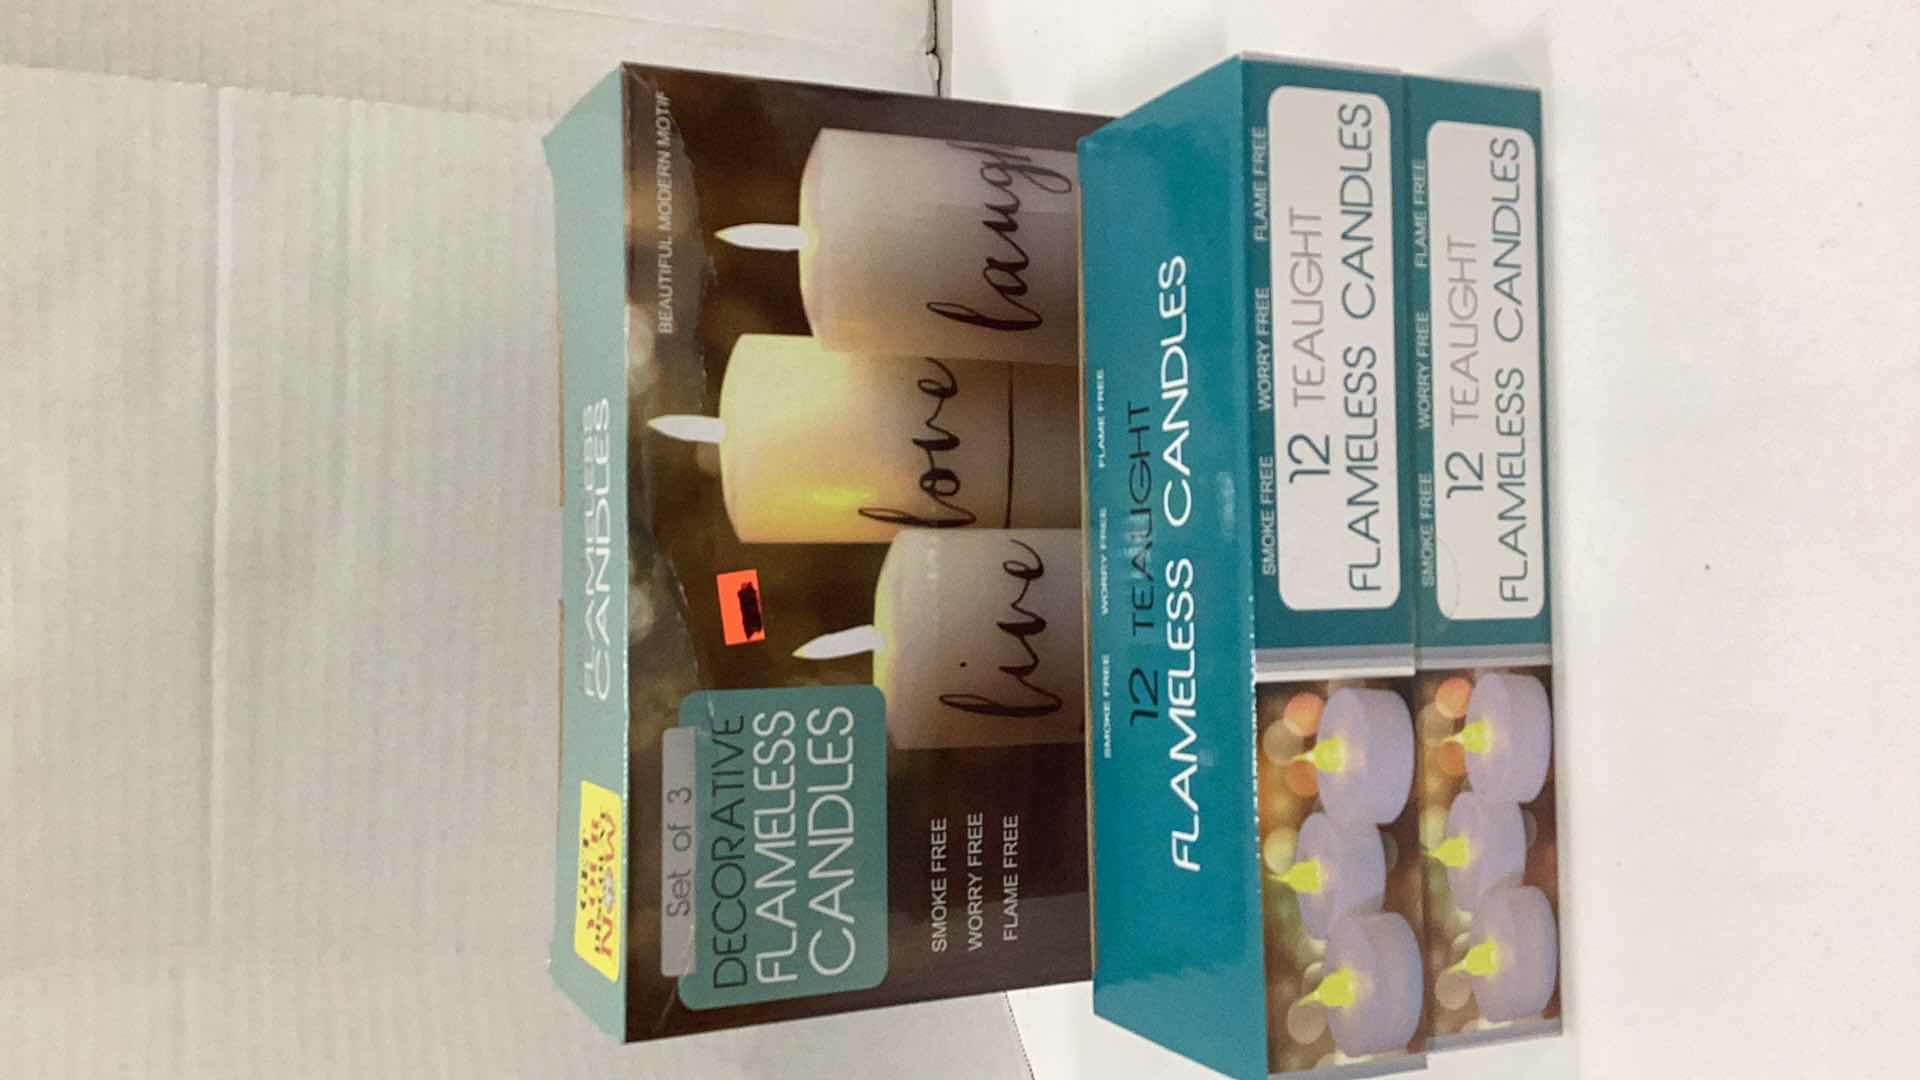 FLAMELESS
CANDLES
NOW
BEAUTIFUL MODERN MOTIF
Set of 3
DECORATIVE
FLAMELESS
CANDLES
SMOKE FREE
WORRY FREE
FLAME FREE
live
love
laugh
SMOKE FREE WORRY FREE FLAME FREE
12 TEALIGHT
FLAMELESS CANDLES
SMOKE FREE WORRY FREE FLAME FREE
12 TEALIGHT
FLAMELESS CANDLES
SMOKE FREE WORRY FREE FLAME FREE
12 TEALIGHT
FLAMELESS CANDLES